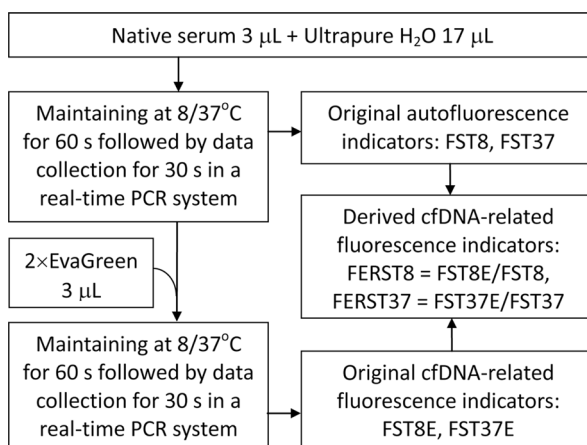 Native serum 3 μL + Ultrapure H₂O 17 μL
Maintaining at 8/37°C
for 60 s followed by data
collection for 30 s in a
real-time PCR system
Original autofluorescence
indicators: FST8, FST37
Derived cfDNA-related
fluorescence indicators:
FERST8 = FST8E/FST8,
FERST37 = FST37E/FST37
2×EvaGreen
3 μL
Maintaining at 8/37°C
for 60 s followed by data
collection for 30 s in a
real-time PCR system
Original cfDNA-related
fluorescence indicators:
FST8E, FST37E